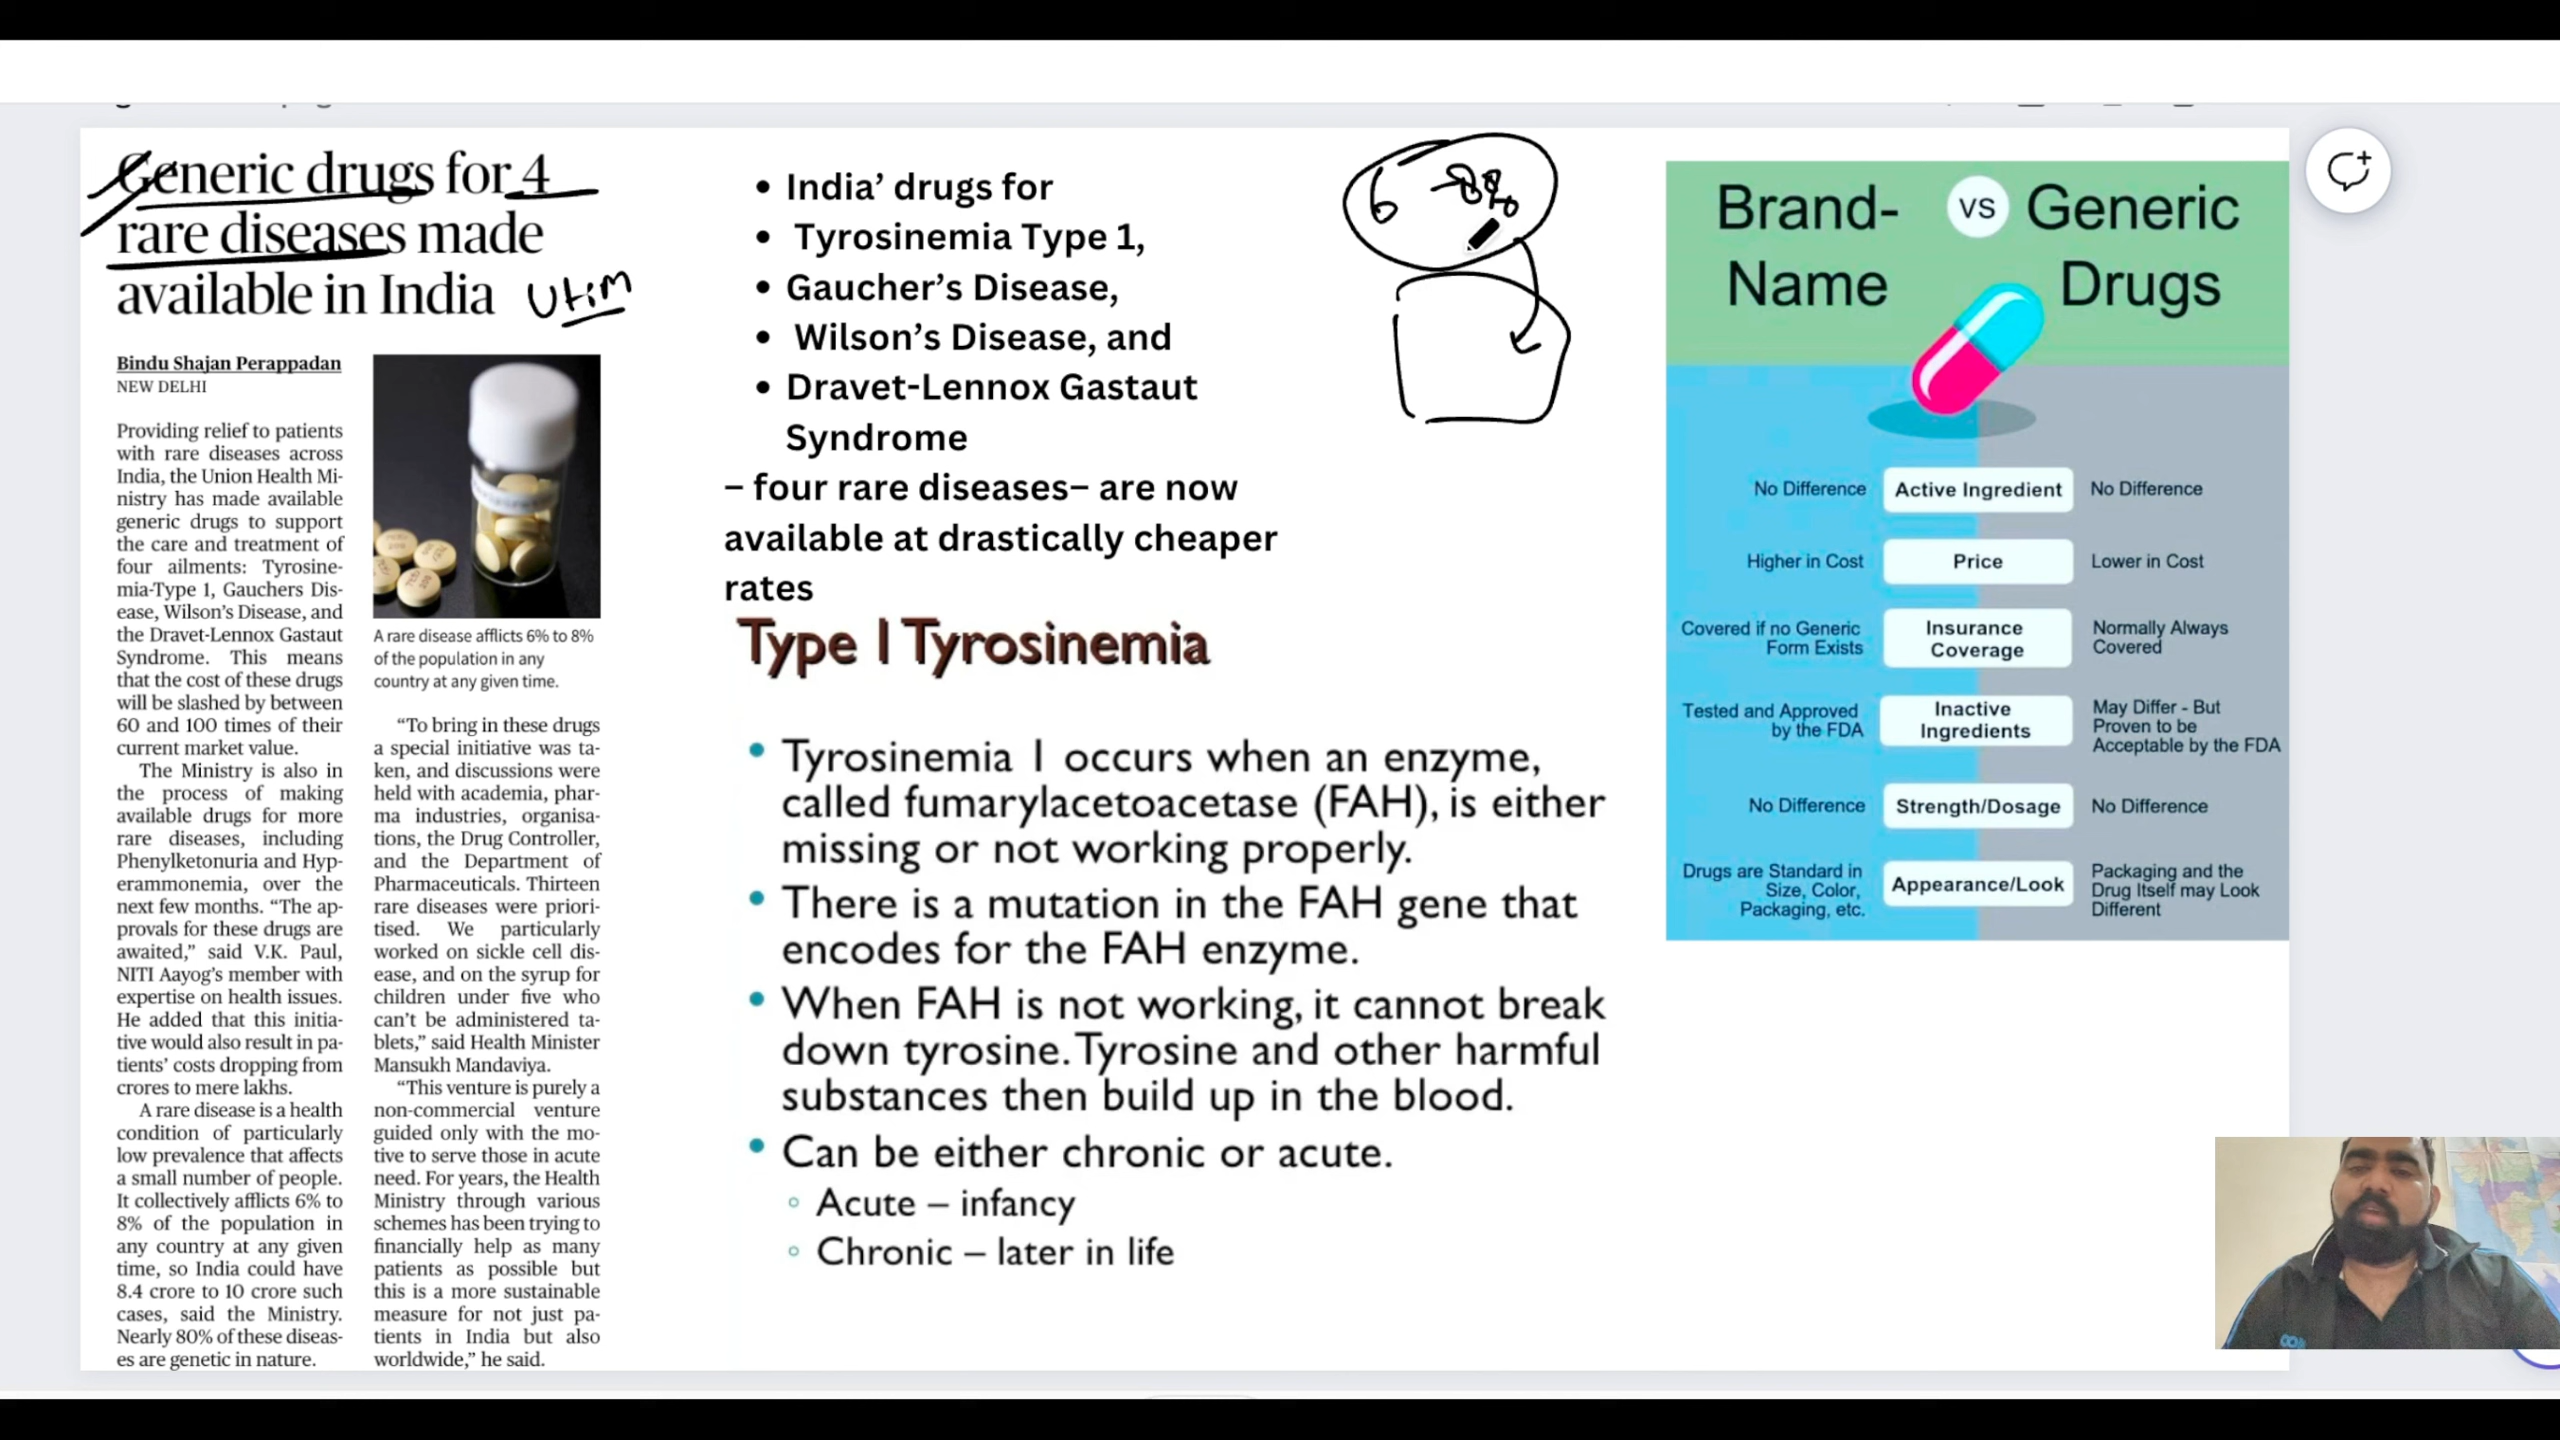 Generic drugs for 4
rare diseases made
available in India
Bindu Shajan Perappadan
NEW DELHI
Providing relief to patients
with rare diseases across
India, the Union Health Mi-
nistry has made available
generic drugs to support
the care and treatment of
four ailments: Tyrosine-
mia-Type 1, Gauchers Dis-
ease, Wilson's Disease, and
the Dravet-Lennox Gastaut
Syndrome. This means
that the cost of these drugs
will be slashed by between
60 and 100 times of their
current market value.
The Ministry is also in
the process of making
available drugs for more
rare diseases, including
Phenylketonuria and Hyp-
erammonemia, over the
next few months. “The ap-
provals for these drugs are
awaited,” said V.K. Paul,
NITI Aayog's member with
expertise on health issues.
He added that this initia-
tive would also result in pa-
tients' costs dropping from
crores to mere lakhs.
A rare disease is a health
condition of particularly
low prevalence that affects
a small number of people.
It collectively afflicts 6% to
8% of the population in
any country at any given
time, so India could have
8.4 crore to 10 crore such
cases, said the Ministry.
Nearly 80% of these diseas-
es are genetic in nature.
A rare disease afflicts 6% to 8%
of the population in any
country at any given time.
“To bring in these drugs
a special initiative was ta-
ken, and discussions were
held with academia, phar-
ma industries, organisa-
tions, the Drug Controller,
and the Department of
Pharmaceuticals. Thirteen
rare diseases were priori-
tised. We particularly
worked on sickle cell dis-
ease, and on the syrup for
children under five who
can't be administered ta-
blets,” said Health Minister
Mansukh Mandaviya.
“This venture is purely a
non-commercial venture
guided only with the mo-
tive to serve those in acute
need. For years, the Health
Ministry through various
schemes has been trying to
financially help as many
patients as possible but
this is a more sustainable
measure for not just pa-
tients in India but also
worldwide,” he said.
• India’ drugs for
• Tyrosinemia Type 1,
• Gaucher’s Disease,
• Wilson’s Disease, and
• Dravet-Lennox Gastaut
Syndrome
– four rare diseases– are now
available at drastically cheaper
rates
6 -8%
Type I Tyrosinemia
• Tyrosinemia I occurs when an enzyme,
called fumarylacetoacetase (FAH), is either
missing or not working properly.
• There is a mutation in the FAH gene that
encodes for the FAH enzyme.
• When FAH is not working, it cannot break
down tyrosine. Tyrosine and other harmful
substances then build up in the blood.
• Can be either chronic or acute.
◦ Acute – infancy
◦ Chronic – later in life
Brand-
Name
VS
Generic
Drugs
No Difference Active Ingredient No Difference
Higher in Cost Price Lower in Cost
Covered if no Generic
Form Exists
Insurance
Coverage
Normally Always
Covered
Tested and Approved
by the FDA
Inactive
Ingredients
May Differ - But
Proven to be
Acceptable by the FDA
No Difference Strength/Dosage No Difference
Drugs are Standard in
Size, Color,
Packaging, etc.
Appearance/Look
Packaging and the
Drug Itself may Look
Different